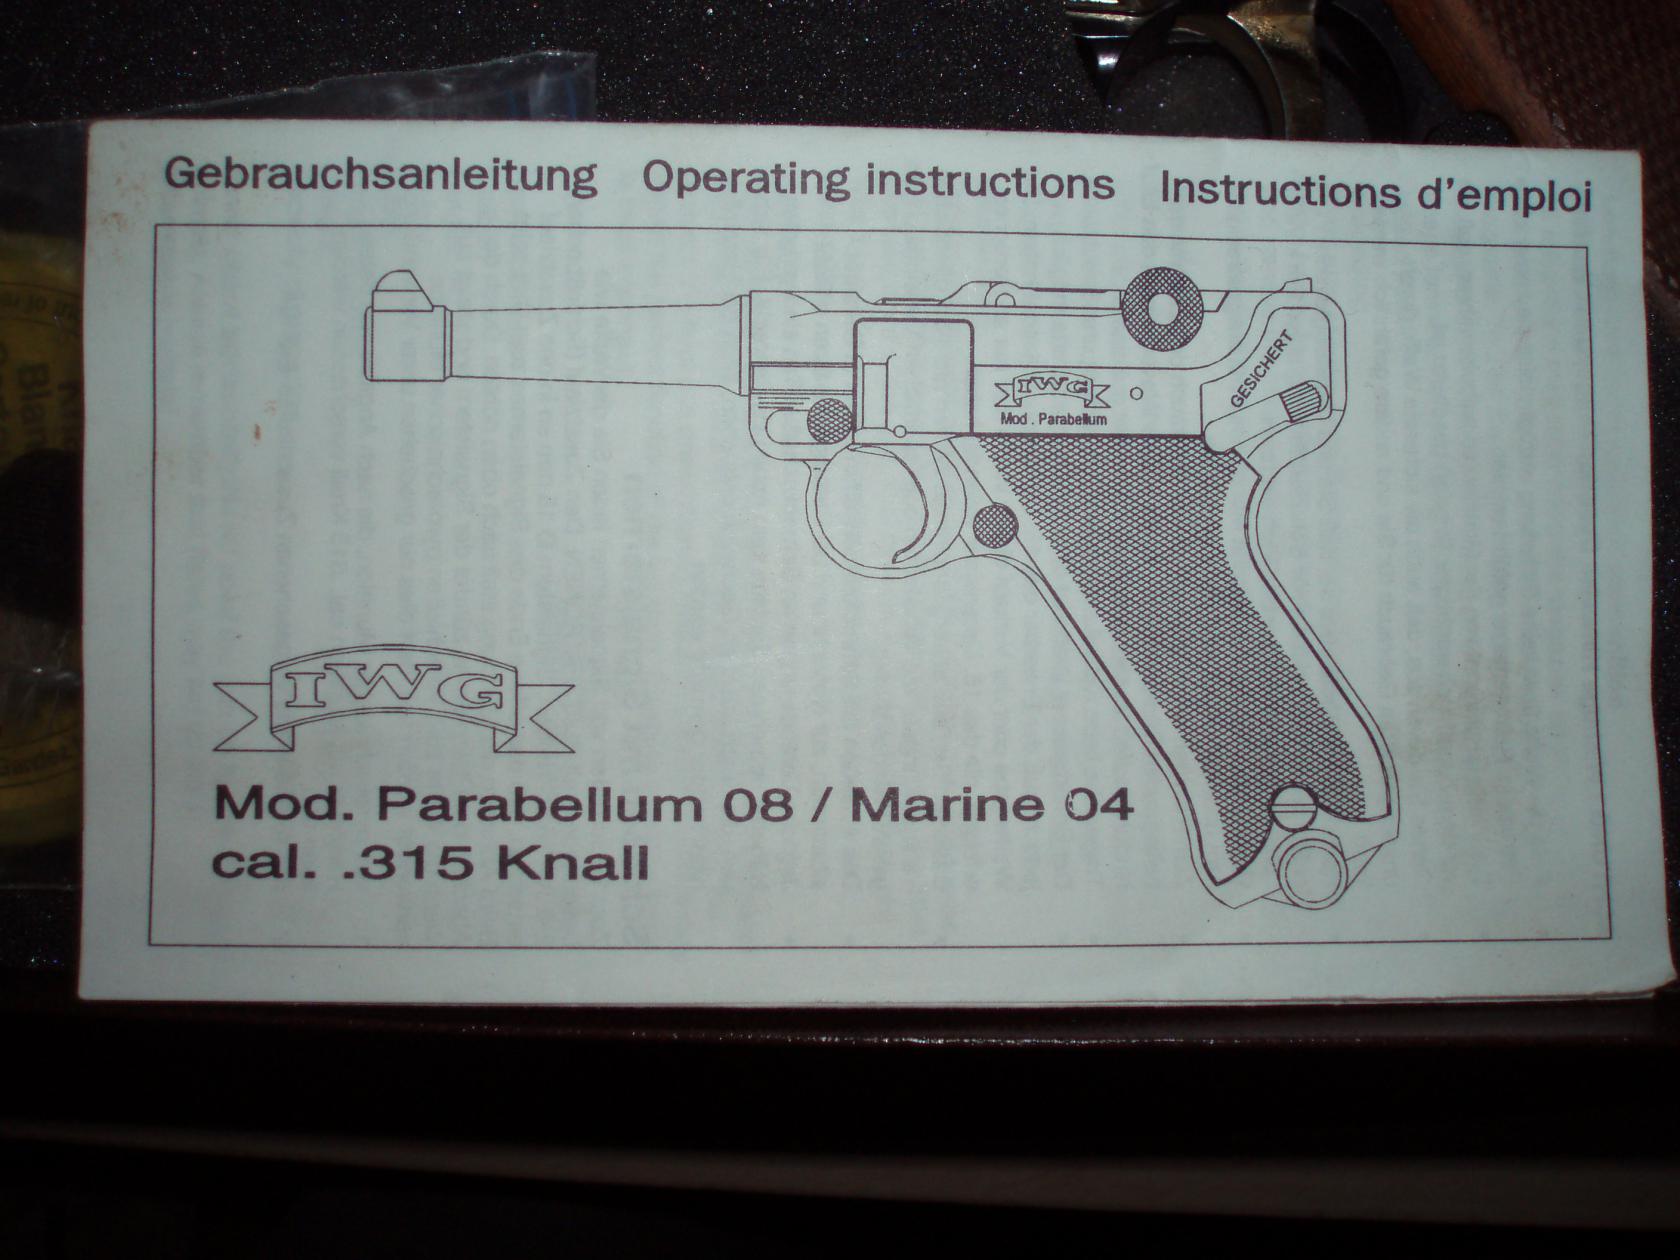 Gebrauchsanleitung Operating instructions Instructions d'emploi
GESICHERT
IWG
Mod. Parabellum
IWG
Mod. Parabellum 08 / Marine 04
cal. .315 Knall